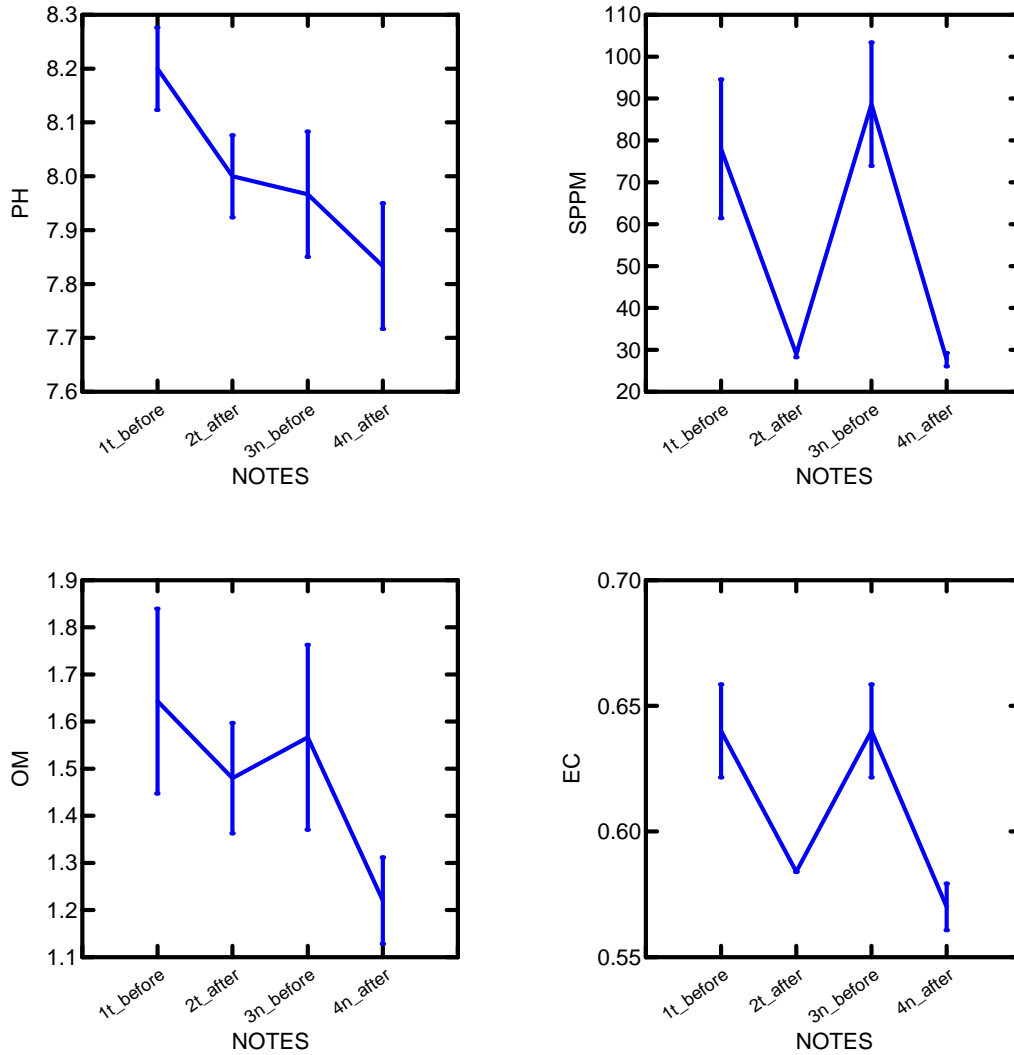 8.3
8.2
8.1
8.0
7.9
7.8
7.7
7.6
PH
1t_before
2t_after
3n_before
4n_after
NOTES
110
100
90
80
70
60
50
40
30
20
SPPM
1t_before
2t_after
3n_before
4n_after
NOTES
1.9
1.8
1.7
1.6
1.5
1.4
1.3
1.2
1.1
OM
1t_before
2t_after
3n_before
4n_after
NOTES
0.70
0.65
0.60
0.55
EC
1t_before
2t_after
3n_before
4n_after
NOTES